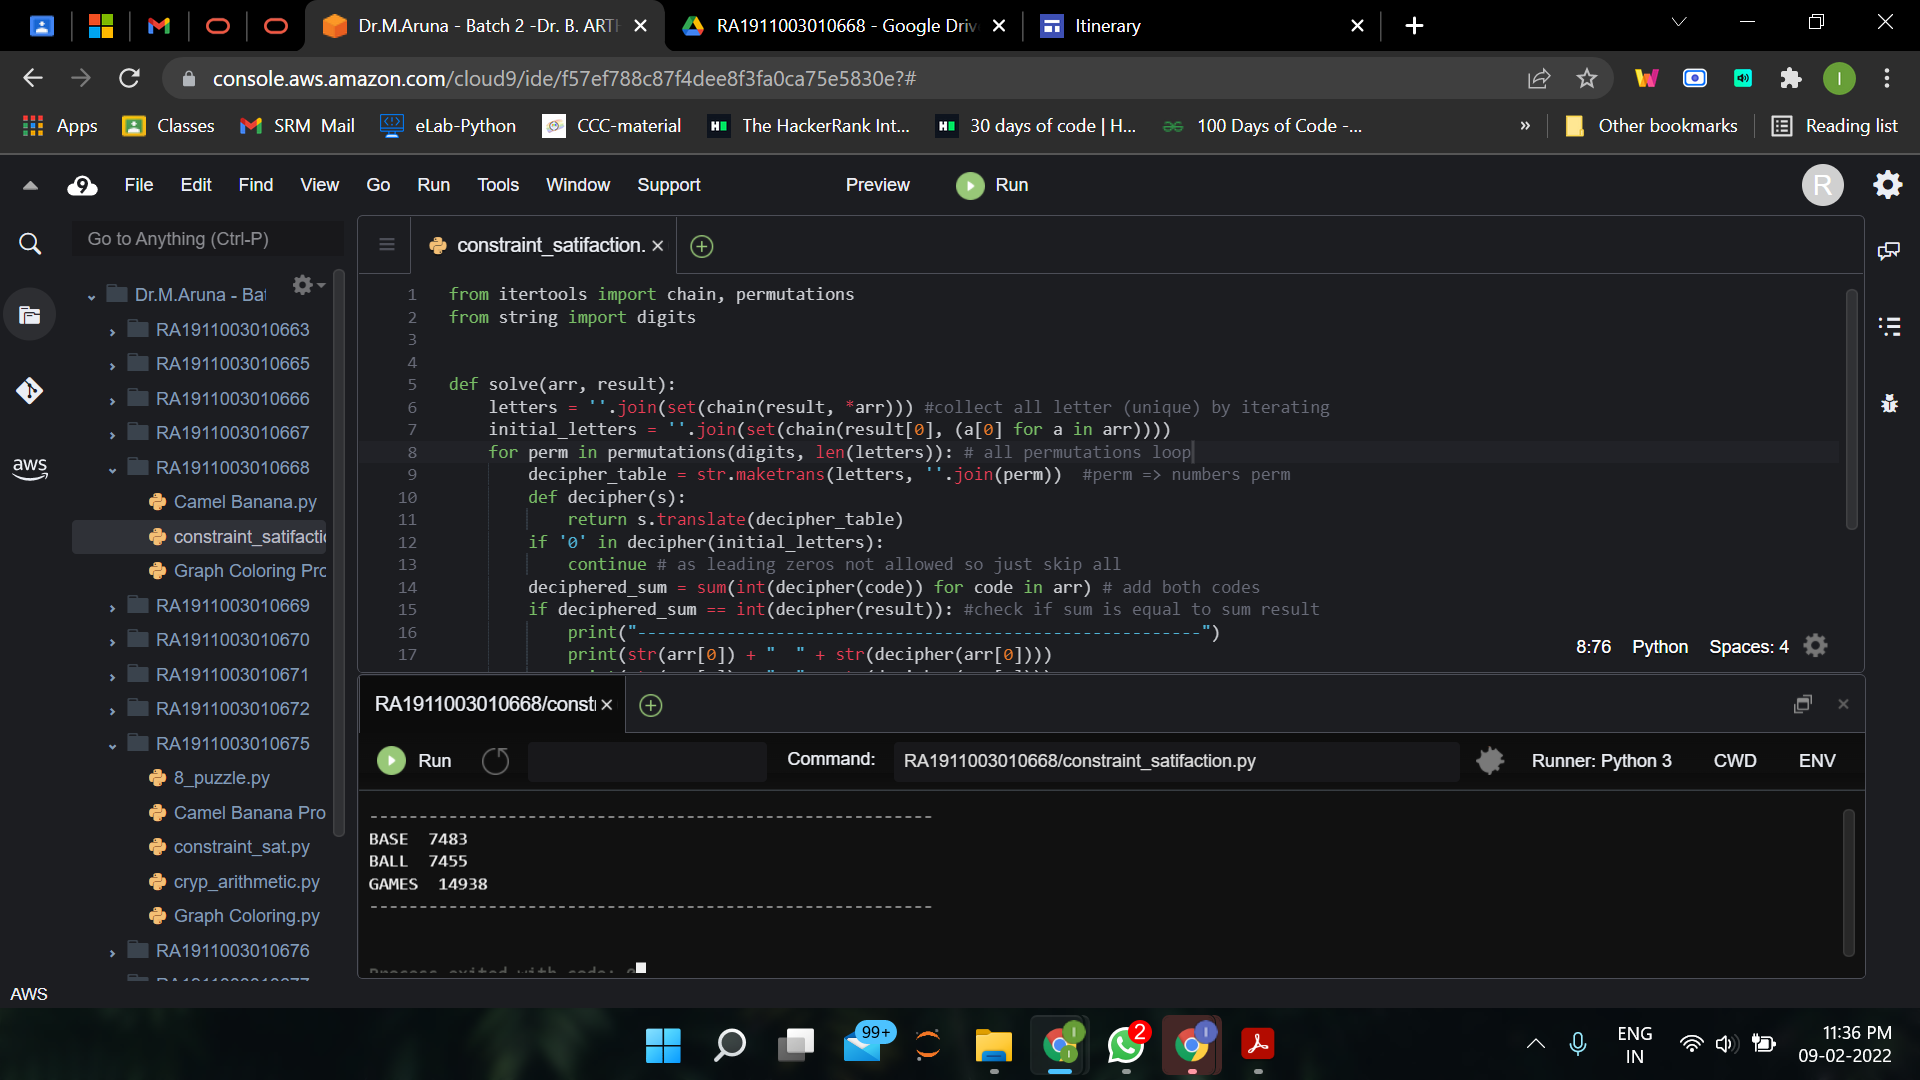 Dr.M.Aruna - Batch 2 -Dr. B. ARTH
RA1911003010668 - Google Driv
Itinerary
console.aws.amazon.com/cloud9/ide/f57ef788c87f4dee8f3fa0ca75e5830e?#
I
Apps Classes SRM Mail eLab-Python CCC-material The HackerRank Int... 30 days of code | H... 100 Days of Code -... » Other bookmarks Reading list
9 File Edit Find View Go Run Tools Window Support Preview Run R
Go to Anything (Ctrl-P)
Dr.M.Aruna - Bat
RA1911003010663
RA1911003010665
RA1911003010666
RA1911003010667
RA1911003010668
Camel Banana.py
constraint_satifactio
Graph Coloring Pro
RA1911003010669
RA1911003010670
RA1911003010671
RA1911003010672
RA1911003010675
8_puzzle.py
Camel Banana Pro
constraint_sat.py
cryp_arithmetic.py
Graph Coloring.py
RA1911003010676
aws
AWS
constraint_satifaction.
1 from itertools import chain, permutations
2 from string import digits
3
4
5 def solve(arr, result):
6 letters = ''.join(set(chain(result, *arr))) #collect all letter (unique) by iterating
7 initial_letters = ''.join(set(chain(result[0], (a[0] for a in arr))))
8 for perm in permutations(digits, len(letters)): # all permutations loop
9 decipher_table = str.maketrans(letters, ''.join(perm)) #perm => numbers perm
10 def decipher(s):
11 return s.translate(decipher_table)
12 if '0' in decipher(initial_letters):
13 continue # as leading zeros not allowed so just skip all
14 deciphered_sum = sum(int(decipher(code)) for code in arr) # add both codes
15 if deciphered_sum == int(decipher(result)): #check if sum is equal to sum result
16 print("---------------------------------------------------------")
17 print(str(arr[0]) + "  " + str(decipher(arr[0])))
8:76 Python Spaces: 4
RA1911003010668/consti
Run Command: RA1911003010668/constraint_satifaction.py Runner: Python 3 CWD ENV
---------------------------------------------------------
BASE 7483
BALL 7455
GAMES 14938
---------------------------------------------------------
Process exited with code: 0
99+
2
ENG
IN
11:36 PM
09-02-2022